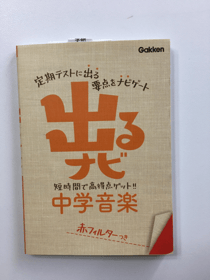 Gakken
定期テストに出る
要点をナビゲート
出る
ナビ
短時間で高得点ゲット!!
中学音楽
赤フィルターつき